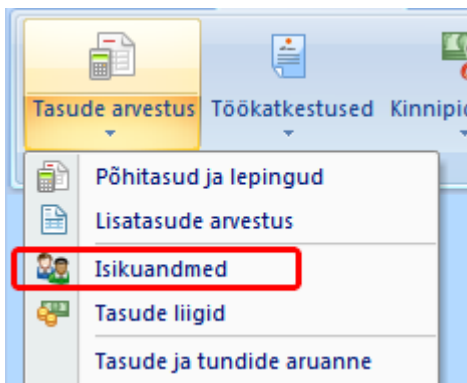 Tasude arvestus Töökatkestused
Põhitasud ja lepingud
Lisatasude arvestus
Isikuandmed
Tasude liigid
Tasude ja tundide aruanne